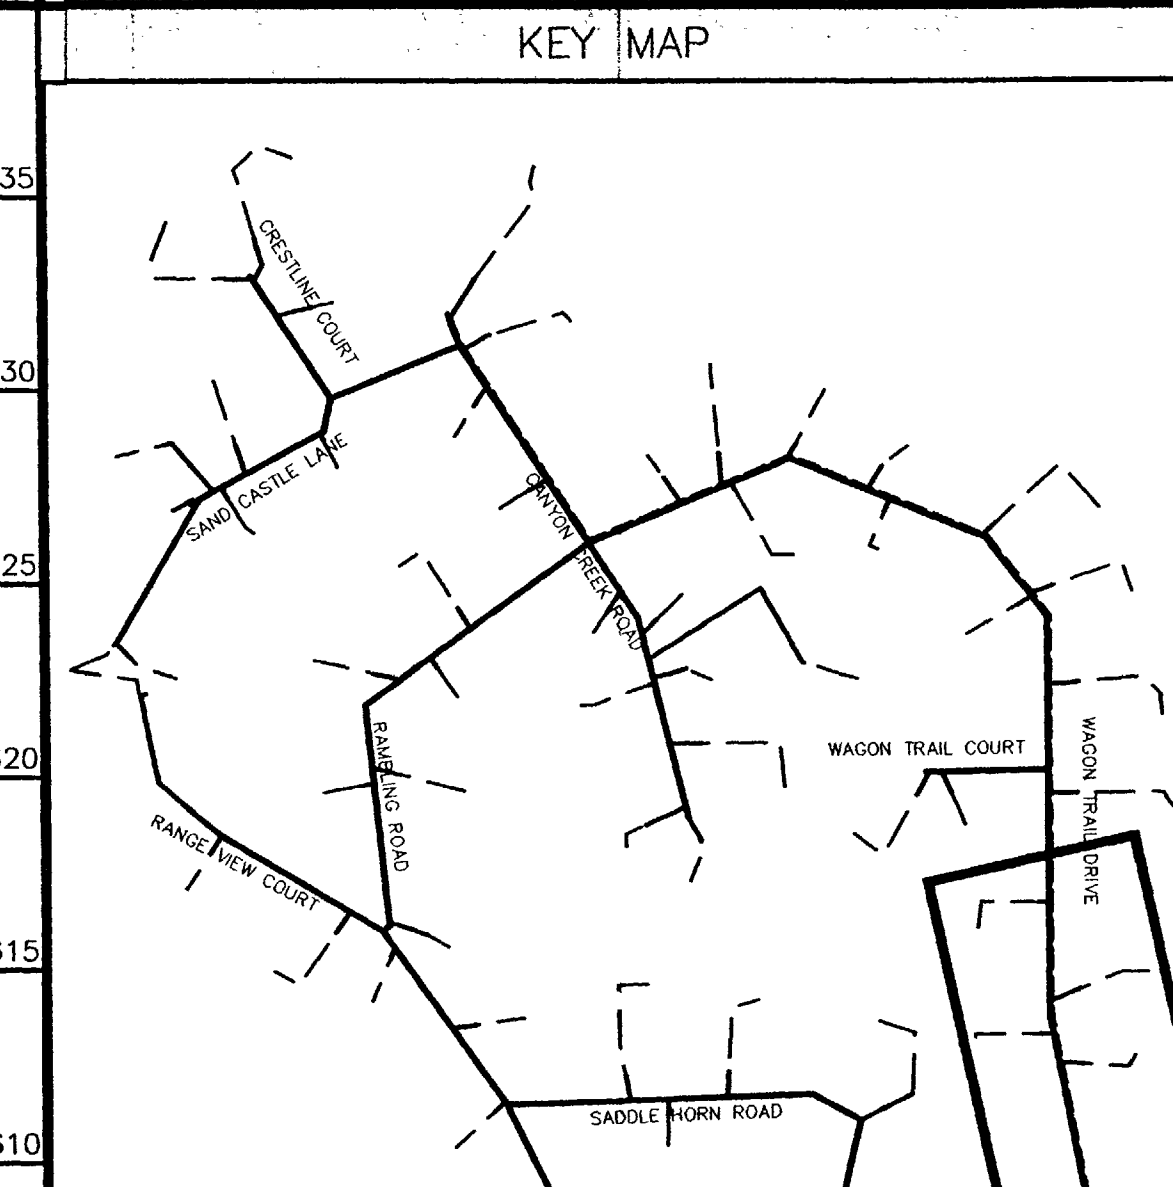 KEY MAP
35
CRESTLINE COURT
30
SAND CASTLE LANE
CANYON CREEK ROAD
25
RAMBLING ROAD
WAGON TRAIL COURT
WAGON TRAIL DRIVE
20
RANGE VIEW COURT
15
SADDLE HORN ROAD
10